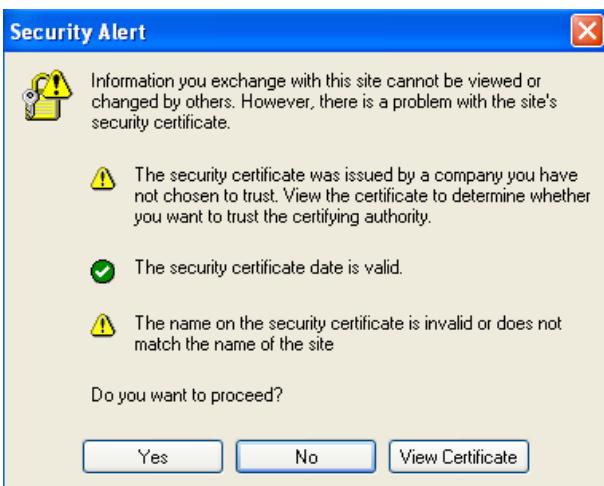 Security Alert
Information you exchange with this site cannot be viewed or
changed by others. However, there is a problem with the site's
security certificate.
The security certificate was issued by a company you have
not chosen to trust. View the certificate to determine whether
you want to trust the certifying authority.
The security certificate date is valid.
The name on the security certificate is invalid or does not
match the name of the site
Do you want to proceed?
Yes No View Certificate